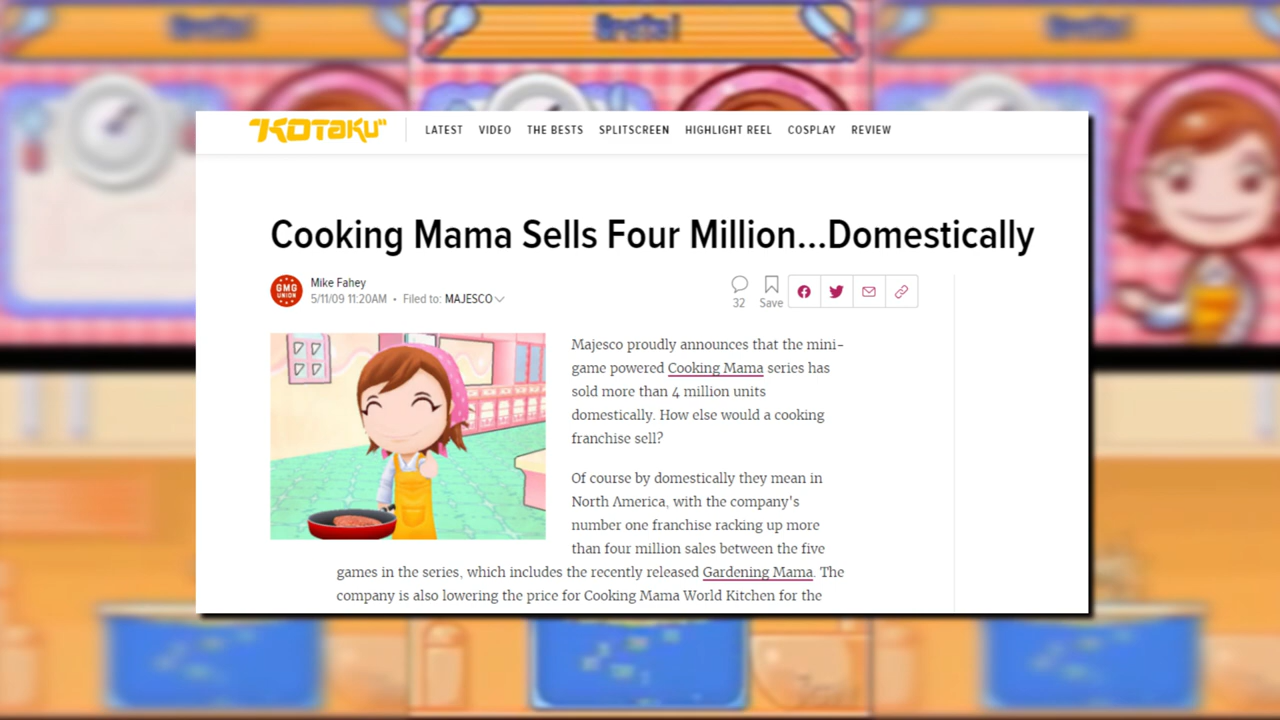 "KOTAKU"
LATEST VIDEO THE BESTS SPLITSCREEN HIGHLIGHT REEL COSPLAY REVIEW
Cooking Mama Sells Four Million...Domestically
GMG UNION
Mike Fahey
5/11/09 11:20AM • Filed to: MAJESCO
32
Save
Majesco proudly announces that the mini-
game powered Cooking Mama series has
sold more than 4 million units
domestically. How else would a cooking
franchise sell?
Of course by domestically they mean in
North America, with the company's
number one franchise racking up more
than four million sales between the five
games in the series, which includes the recently released Gardening Mama. The
company is also lowering the price for Cooking Mama World Kitchen for the